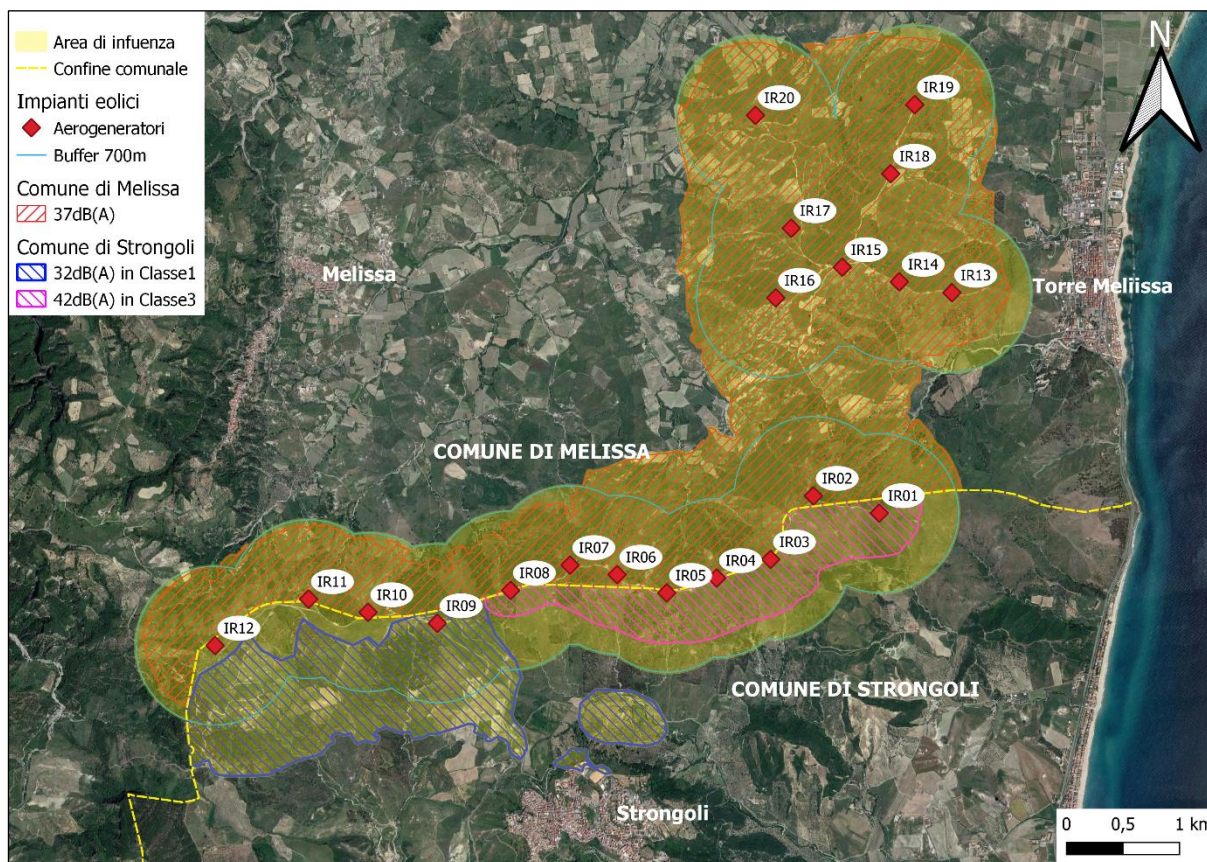 Area di infuenza
Confine comunale
Impianti eolici
Aerogeneratori
Buffer 700m
Comune di Melissa
37dB(A)
Comune di Strongoli
32dB(A) in Classe1
42dB(A) in Classe3
N
IR20
IR19
IR18
IR17
IR15
IR14
IR13
IR16
Melissa
Torre Meliissa
COMUNE DI MELISSA
IR02
IR01
IR03
IR07
IR06
IR04
IR05
IR08
IR11
IR10
IR09
IR12
COMUNE DI STRONGOLI
Strongoli
0 0,5 1 km